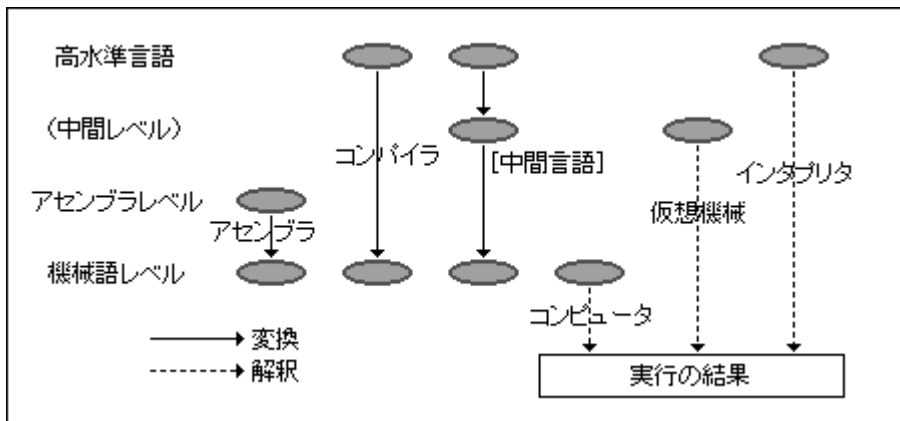 高水準言語
（中間レベル）
コンパイラ
[中間言語]
インタプリタ
アセンブラレベル
仮想機械
アセンブラ
機械語レベル
コンピュータ
変換
解釈
実行の結果